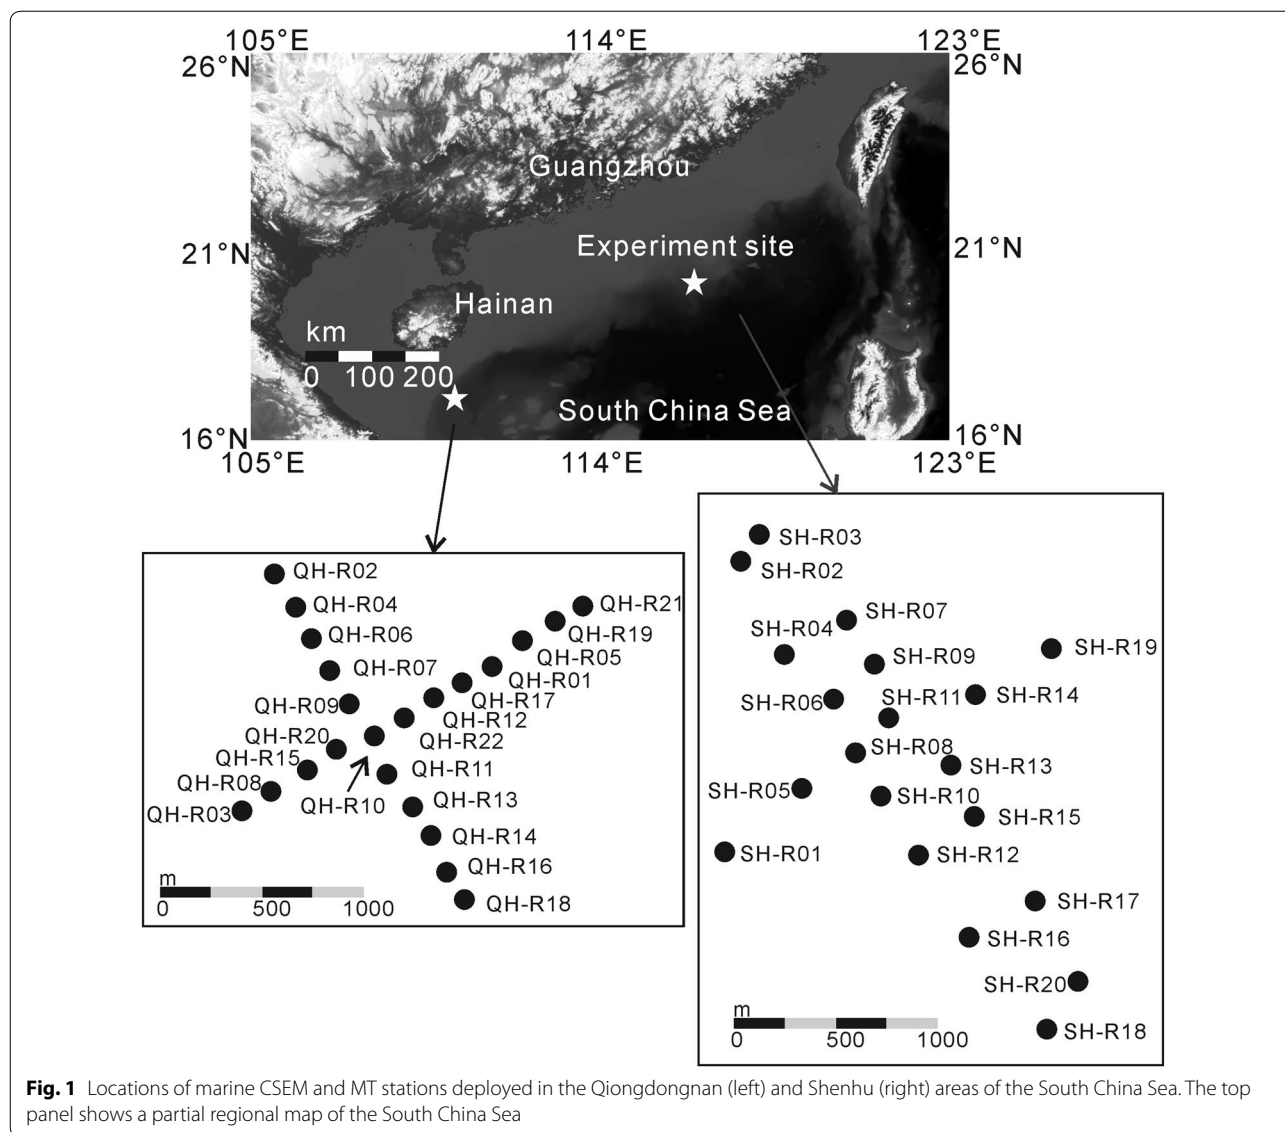 105°E 114°E 123°E
26°N 26°N
Guangzhou
Experiment site
21°N 21°N
Hainan
km
0 100 200
South China Sea
16°N 16°N
105°E 114°E 123°E
QH-R02
QH-R04
QH-R21
QH-R06
QH-R19
QH-R05
QH-R07
QH-R01
QH-R09
QH-R17
QH-R12
QH-R20
QH-R22
QH-R15
QH-R11
QH-R08
QH-R10
QH-R13
QH-R03
QH-R14
QH-R16
QH-R18
m
0 500 1000
SH-R03
SH-R02
SH-R07
SH-R04
SH-R19
SH-R09
SH-R14
SH-R11
SH-R06
SH-R08
SH-R13
SH-R05
SH-R10
SH-R15
SH-R01
SH-R12
SH-R17
SH-R16
SH-R20
SH-R18
m
0 500 1000
Fig. 1 Locations of marine CSEM and MT stations deployed in the Qiongdongnan (left) and Shenhu (right) areas of the South China Sea. The top
panel shows a partial regional map of the South China Sea